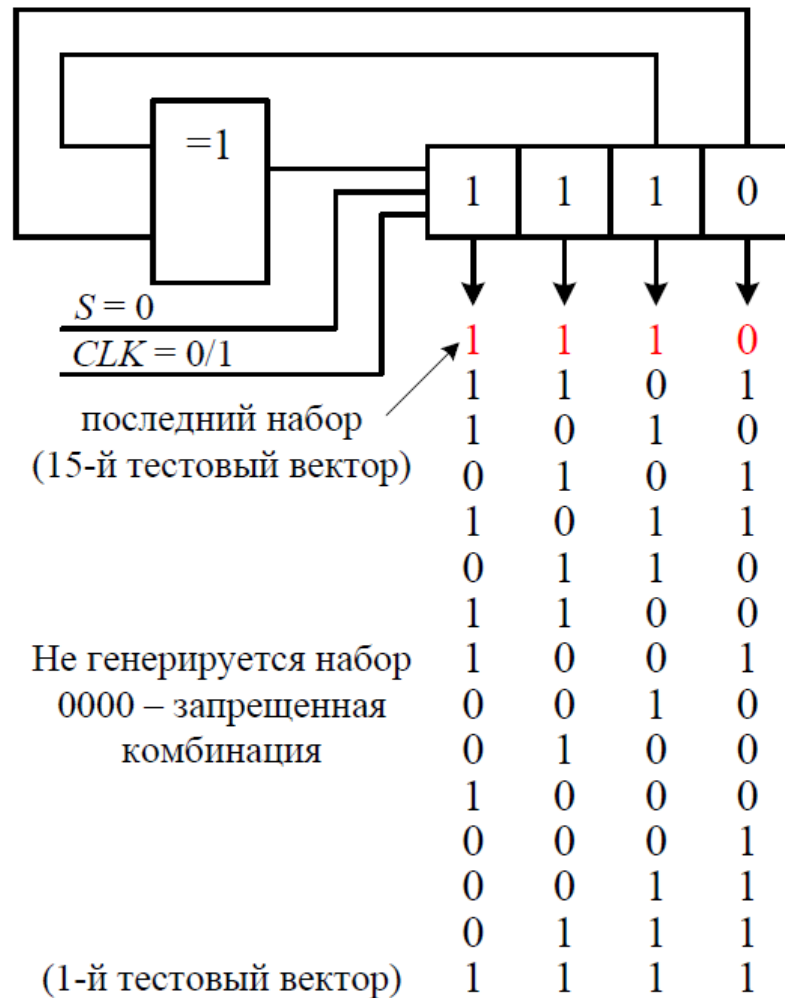 =1
1 1 1 0
S = 0
CLK = 0/1
1 1 1 0
1 1 0 1
последний набор
1 0 1 0
(15-й тестовый вектор)
0 1 0 1
1 0 1 1
0 1 1 0
1 1 0 0
Не генерируется набор
1 0 0 1
0000 – запрещенная
0 0 1 0
комбинация
0 1 0 0
1 0 0 0
0 0 0 1
0 0 1 1
0 1 1 1
(1-й тестовый вектор)
1 1 1 1